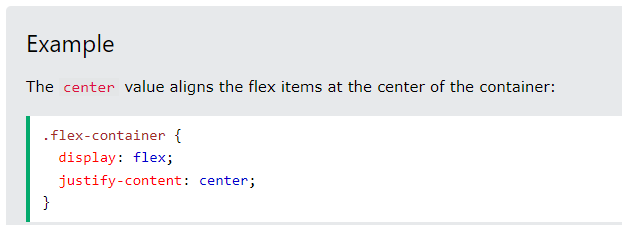 Example
The center value aligns the flex items at the center of the container:
.flex-container {
  display: flex;
  justify-content: center;
}